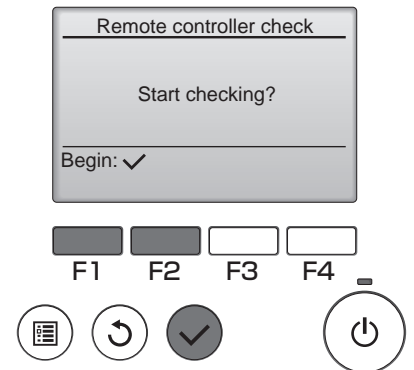 Remote controller check
Start checking?
Begin: ✓
F1 F2 F3 F4